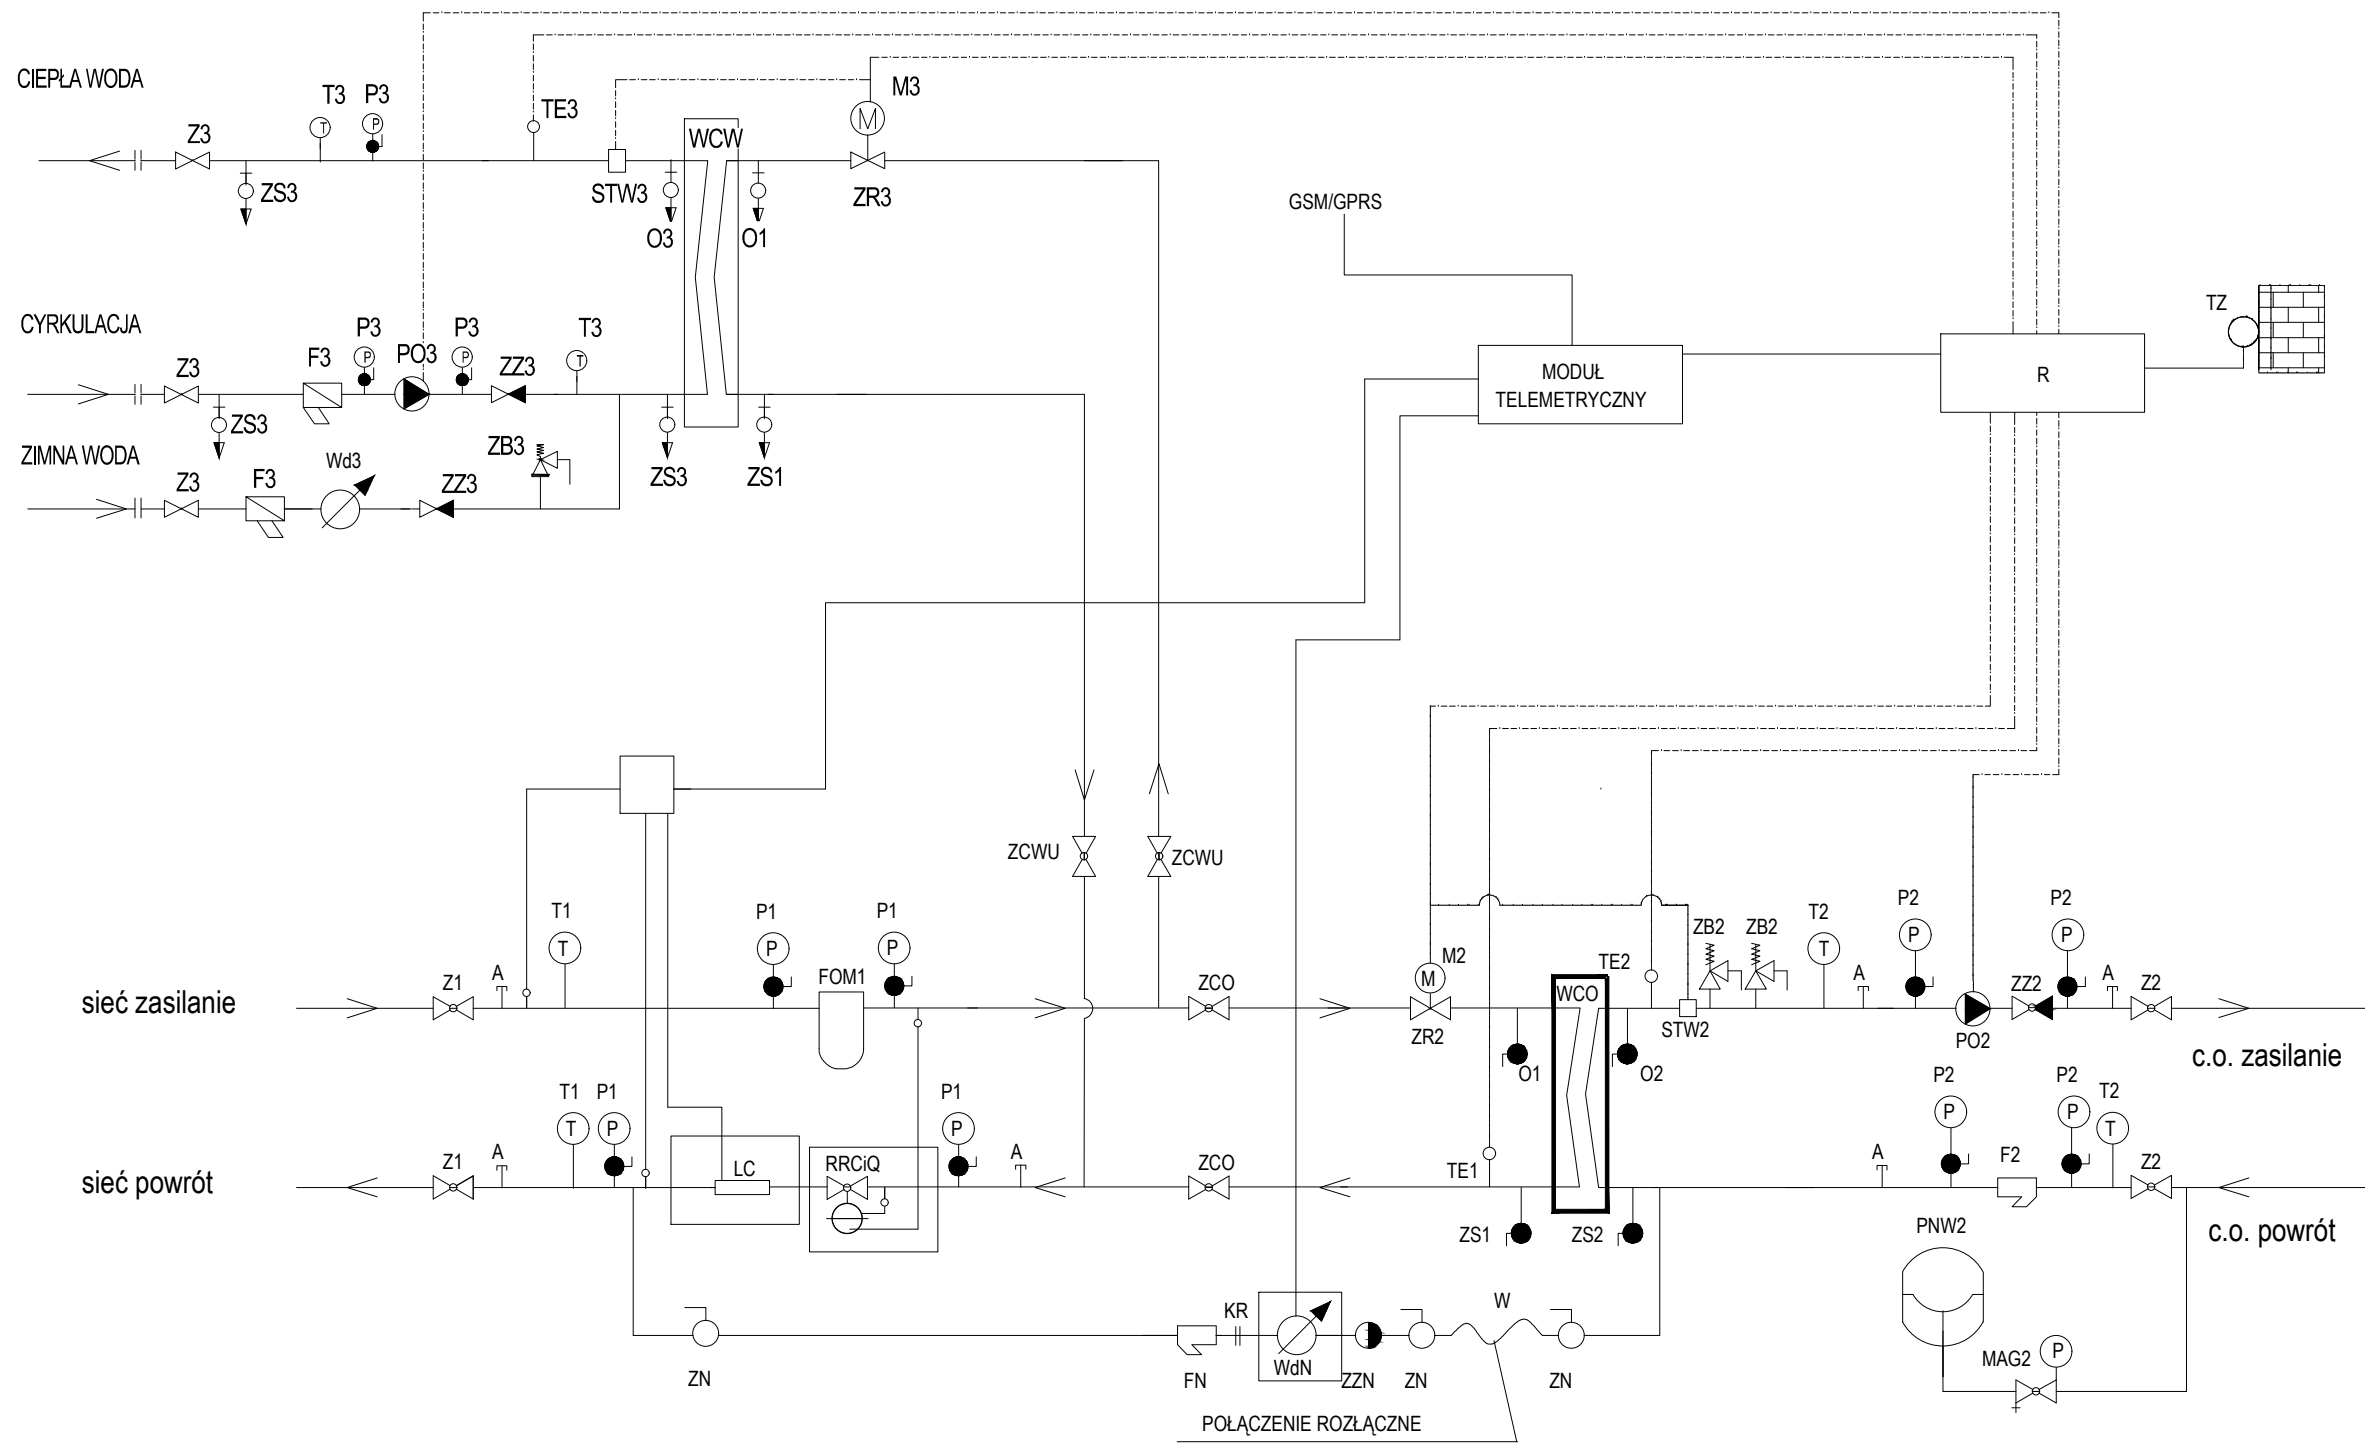 CIEPŁA WODA
Z3
ZS3
T3
T
P3
P
TE3
STW3
O3
WCW
O1
M3
M
ZR3
GSM/GPRS
CYRKULACJA
Z3
ZS3
F3
P3
P
PO3
P3
P
ZZ3
T3
T
ZS3
ZS1
ZIMNA WODA
Z3
F3
Wd3
ZZ3
ZB3
MODUŁ
TELEMETRYCZNY
R
TZ
ZCWU
ZCWU
sieć zasilanie
Z1
A
T1
T
P1
P
FOM1
P1
P
ZCO
M2
M
ZR2
O1
WCO
TE2
O2
STW2
ZB2
ZB2
T2
T
A
P2
P
PO2
ZZ2
P2
P
A
Z2
c.o. zasilanie
sieć powrót
Z1
A
T1
T
P1
P
LC
RRCiQ
P1
P
A
ZCO
TE1
ZS1
ZS2
A
P2
P
F2
P2
P
T2
T
Z2
c.o. powrót
PNW2
MAG2
P
ZN
FN
KR
WdN
ZZN
ZN
W
ZN
POŁĄCZENIE ROZŁĄCZNE